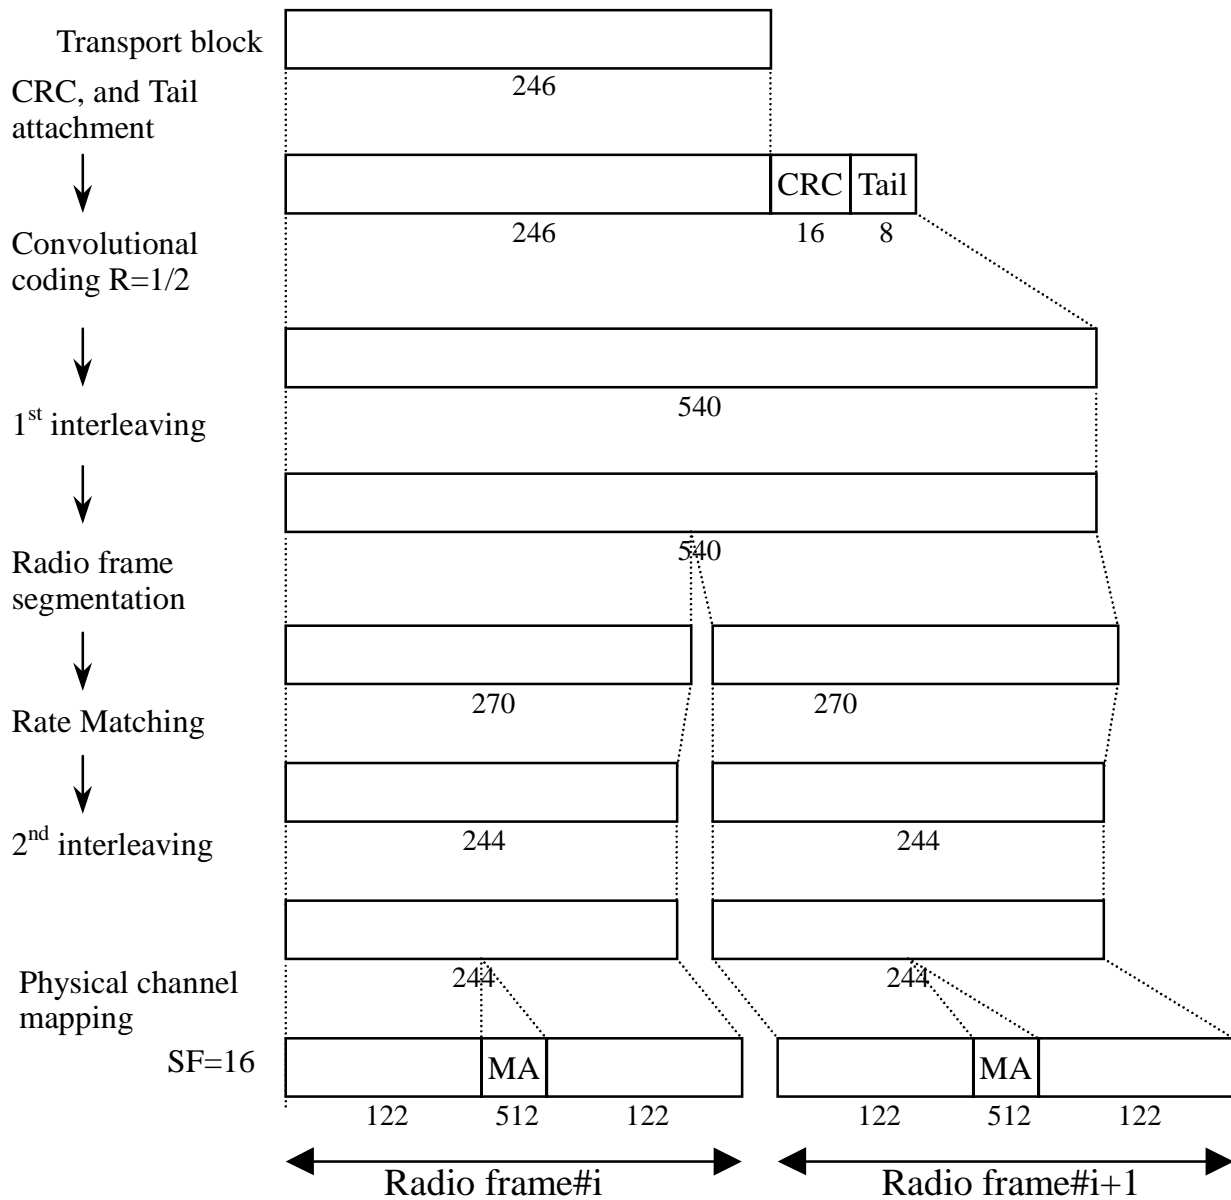 Transport block
246
CRC, and Tail
attachment
CRC Tail
246 16 8
Convolutional
coding R=1/2
540
1st interleaving
540
Radio frame
segmentation
270 270
Rate Matching
244 244
2nd interleaving
244 244
Physical channel
mapping
SF=16 MA MA
122 512 122 122 512 122
Radio frame#i Radio frame#i+1